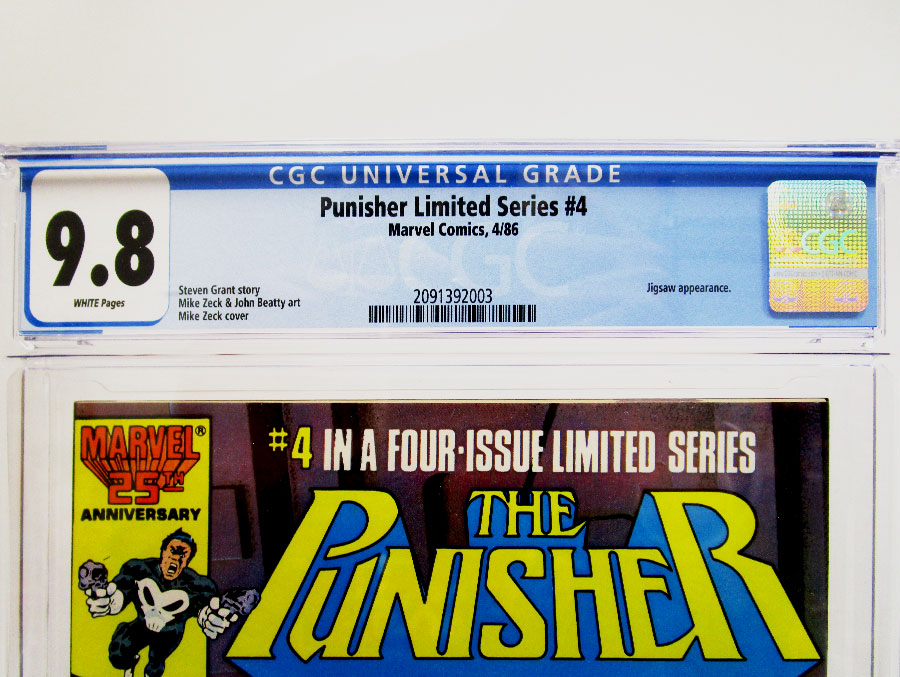 CGC UNIVERSAL GRADE
9.8
WHITE Pages
Punisher Limited Series #4
Marvel Comics, 4/86
Steven Grant story
Mike Zeck & John Beatty art
Mike Zeck cover
2091392003
Jigsaw appearance.
CGC
CGC
MARVEL®
25TH
ANNIVERSARY
#4 IN A FOUR-ISSUE LIMITED SERIES
THE
PUNISHER